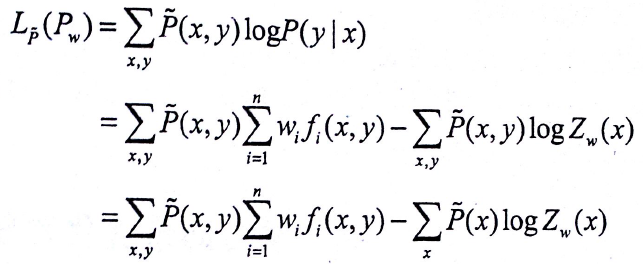 $L_{\tilde{P}}(P_w) = \sum_{x,y} \tilde{P}(x,y) \log P(y|x)$
$= \sum_{x,y} \tilde{P}(x,y) \sum_{i=1}^{n} w_i f_i(x,y) - \sum_{x,y} \tilde{P}(x,y) \log Z_w(x)$
$= \sum_{x,y} \tilde{P}(x,y) \sum_{i=1}^{n} w_i f_i(x,y) - \sum_{x} \tilde{P}(x) \log Z_w(x)$